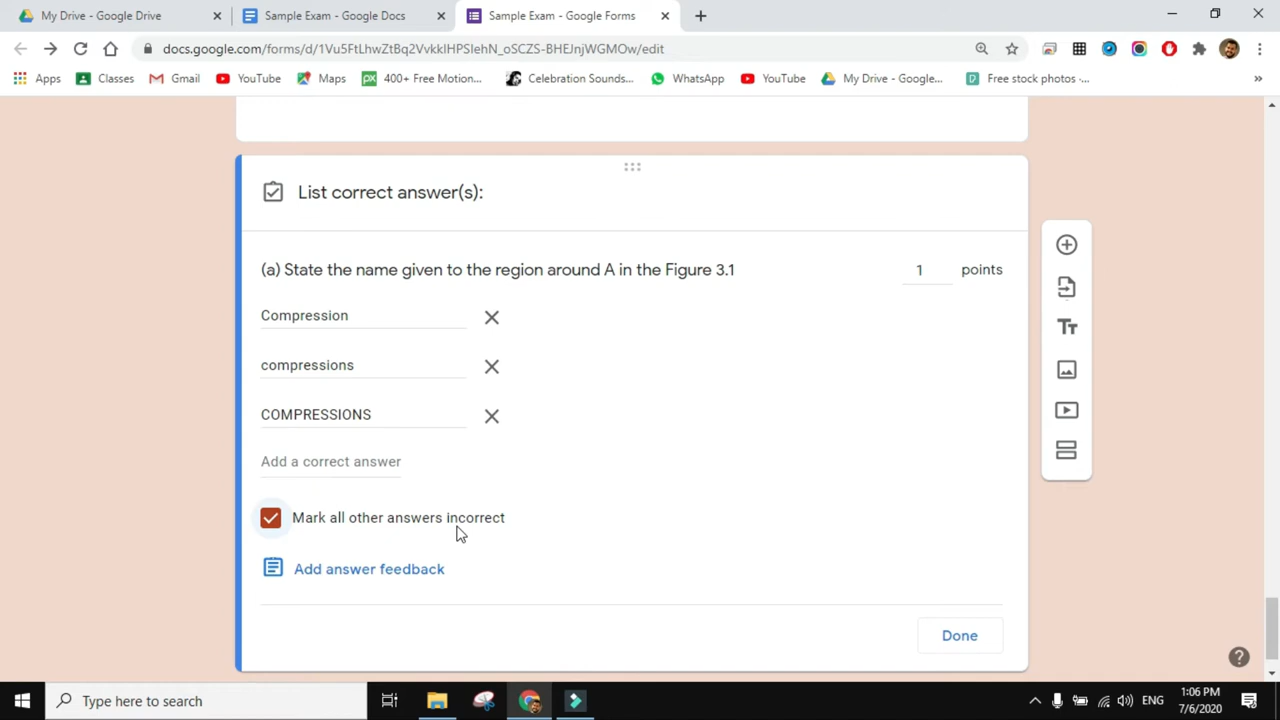 My Drive - Google Drive
Sample Exam - Google Docs
Sample Exam - Google Forms
docs.google.com/forms/d/1Vu5FtLhwZtBq2VvkklHPSlehN_oSCZS-BHEJnjWGMOw/edit
Apps
Classes
Gmail
YouTube
Maps
400+ Free Motion...
Celebration Sounds...
WhatsApp
YouTube
My Drive - Google...
Free stock photos -...
List correct answer(s):
(a) State the name given to the region around A in the Figure 3.1
1 points
Compression
compressions
COMPRESSIONS
Add a correct answer
Mark all other answers incorrect
Add answer feedback
Done
Type here to search
ENG
1:06 PM
7/6/2020